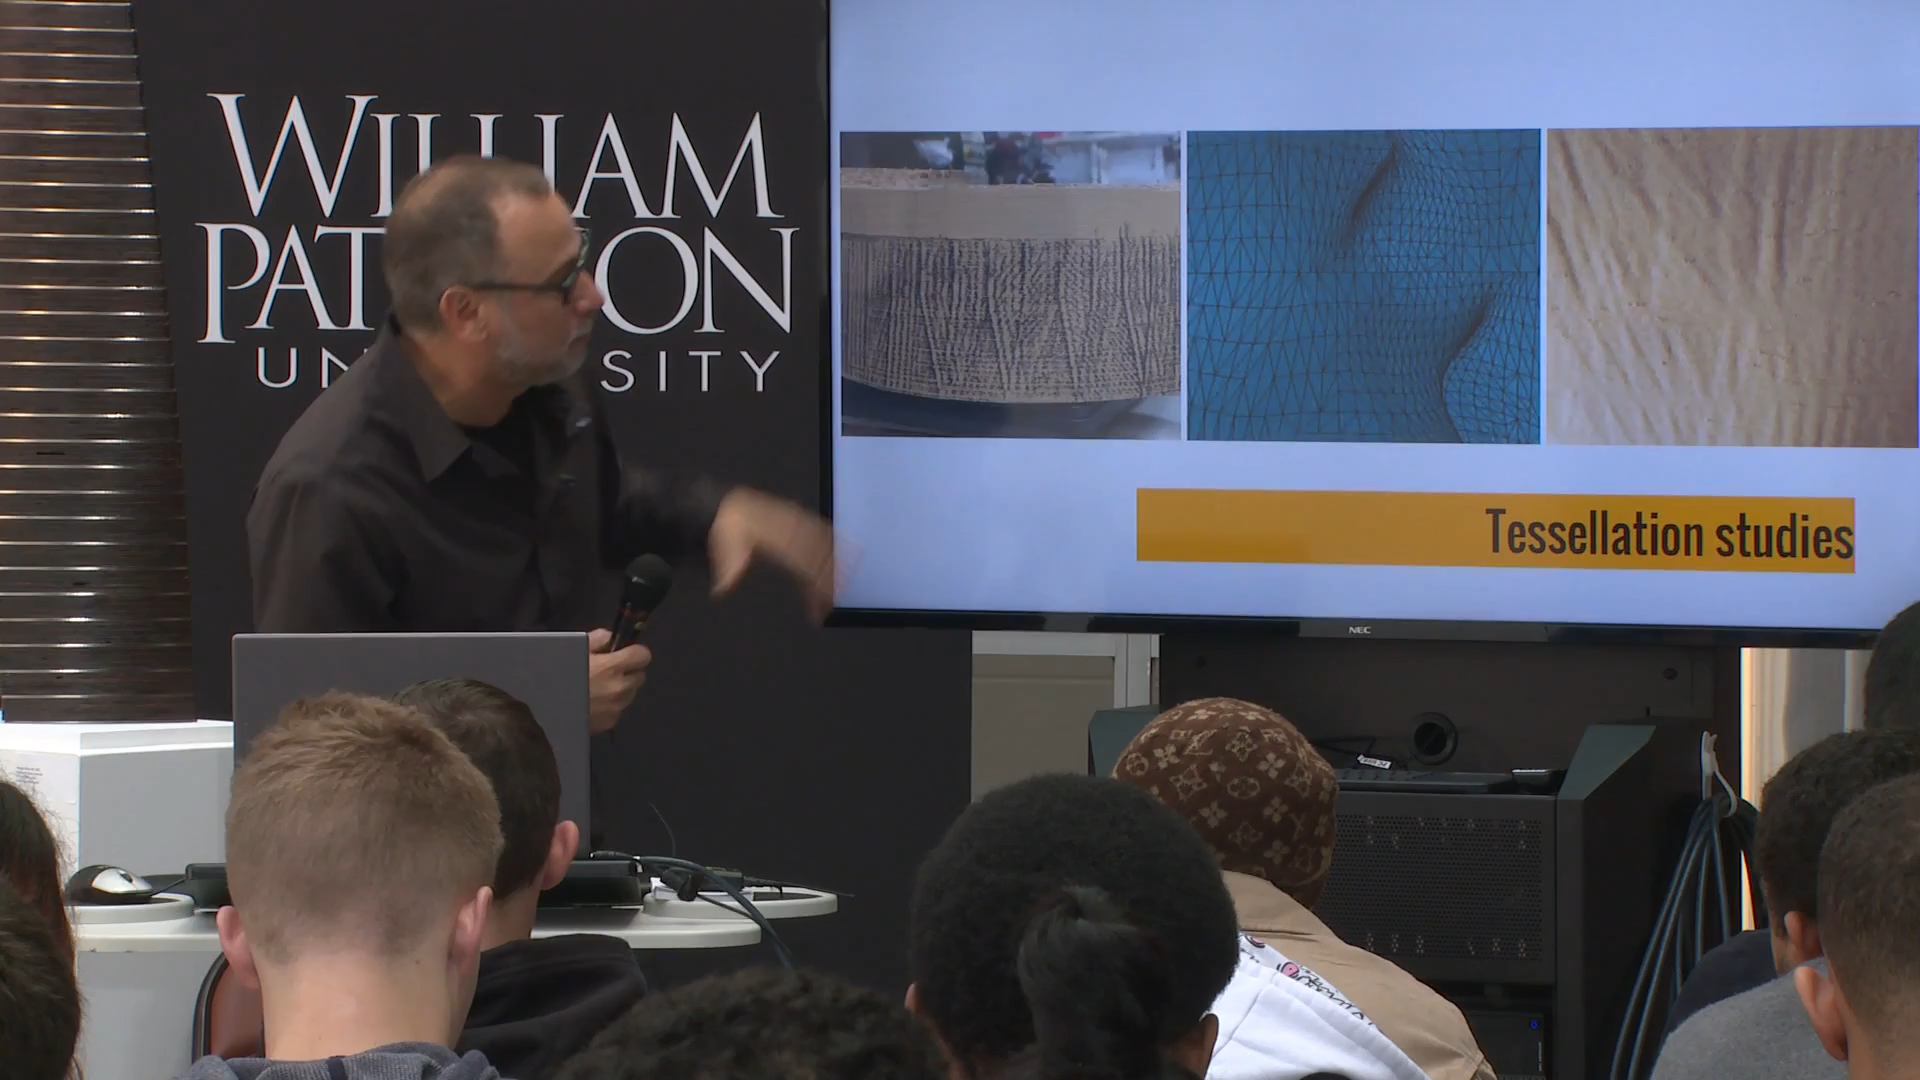 WILLIAM
PAT ON
UN SITY
Tessellation studies
NEC